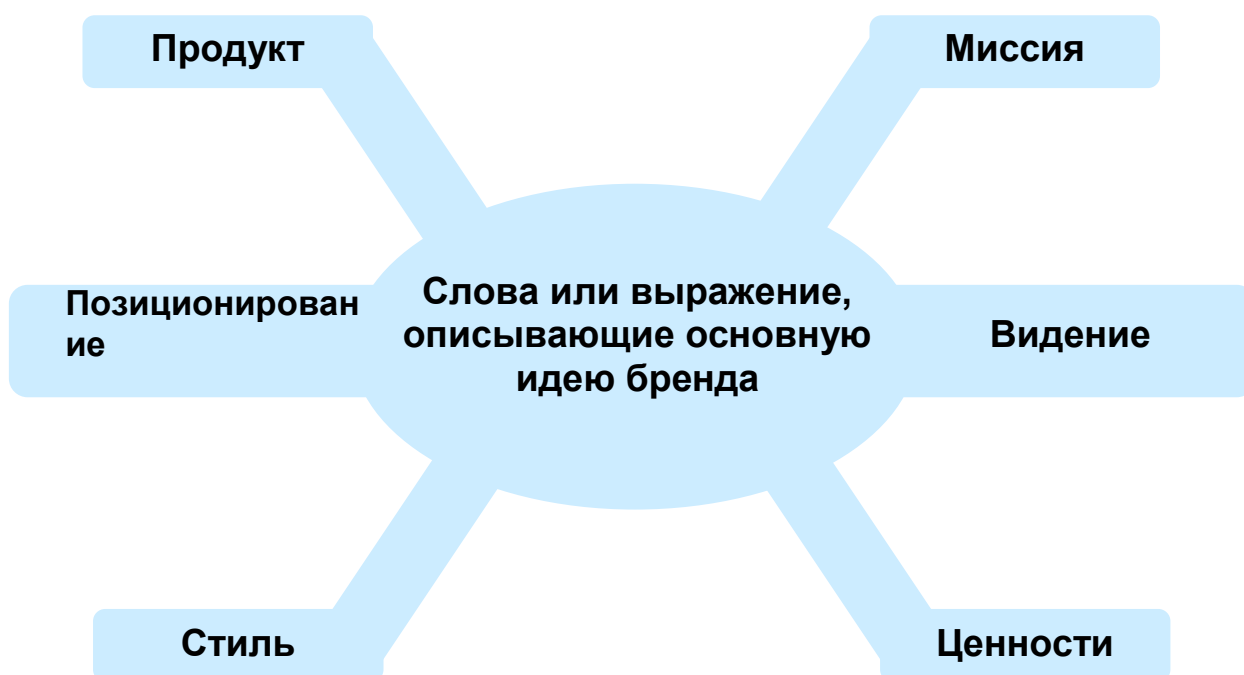 Продукт
Миссия
Позиционирован
ие
Слова или выражение,
описывающие основную
идею бренда
Видение
Стиль
Ценности